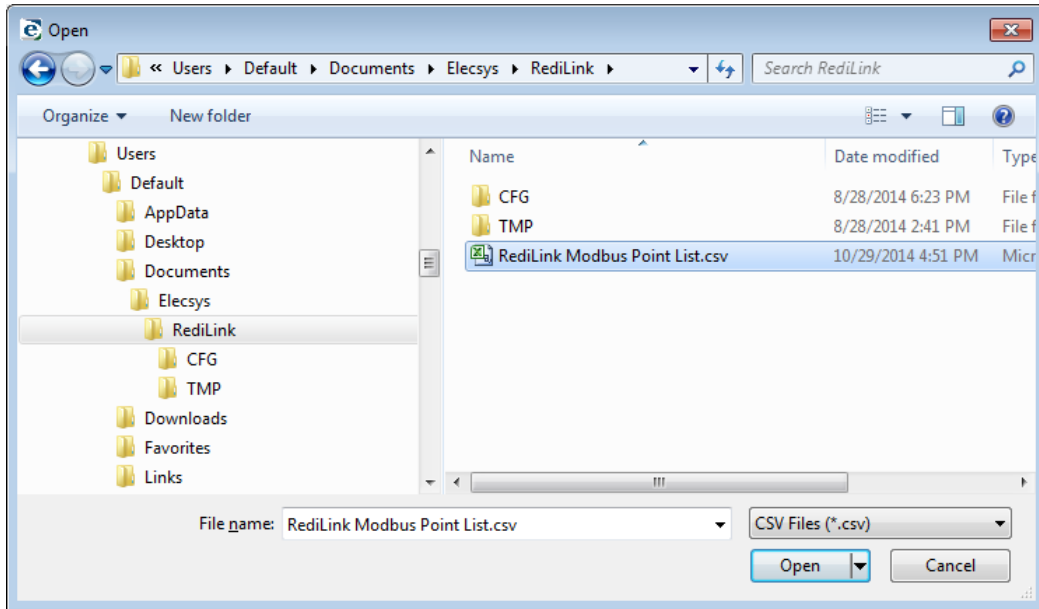 Open
« Users ▸ Default ▸ Documents ▸ Elecsys ▸ RediLink ▸
Search RediLink
Organize
New folder
Users
Default
AppData
Desktop
Documents
Elecsys
RediLink
CFG
TMP
Downloads
Favorites
Links
Name Date modified Type
CFG 8/28/2014 6:23 PM File f
TMP 8/28/2014 2:41 PM File f
RediLink Modbus Point List.csv 10/29/2014 4:51 PM Micr
File name: RediLink Modbus Point List.csv
CSV Files (*.csv)
Open
Cancel